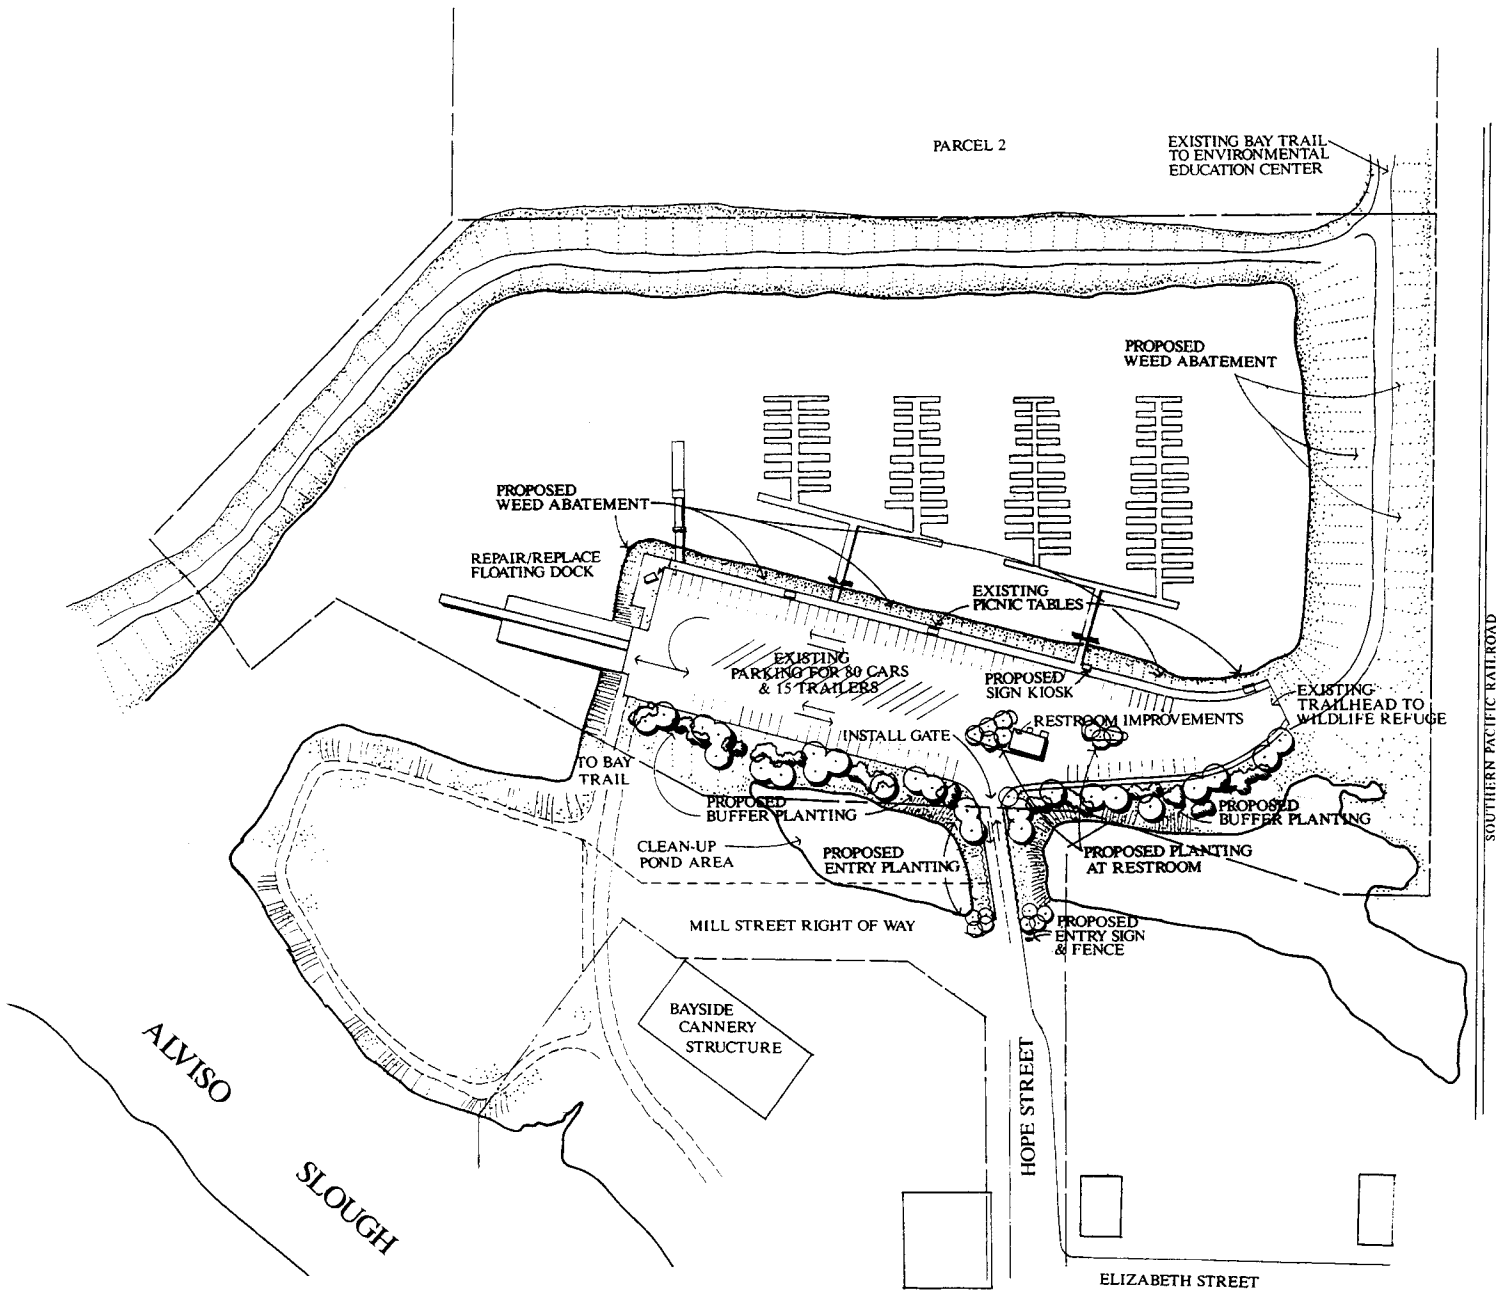 PARCEL 2
EXISTING BAY TRAIL
TO ENVIRONMENTAL
EDUCATION CENTER
PROPOSED
WEED ABATEMENT
PROPOSED
WEED ABATEMENT
REPAIR/REPLACE
FLOATING DOCK
EXISTING
PICNIC TABLES
EXISTING
PARKING FOR 80 CARS
& 15 TRAILERS
PROPOSED
SIGN KIOSK
EXISTING
TRAILHEAD TO
WILDLIFE REFUGE
RESTROOM IMPROVEMENTS
INSTALL GATE
TO BAY
TRAIL
PROPOSED
BUFFER PLANTING
PROPOSED
BUFFER PLANTING
CLEAN-UP
POND AREA
PROPOSED
ENTRY PLANTING
PROPOSED PLANTING
AT RESTROOM
MILL STREET RIGHT OF WAY
PROPOSED
ENTRY SIGN
& FENCE
BAYSIDE
CANNERY
STRUCTURE
ALVISO
SLOUGH
HOPE STREET
ELIZABETH STREET
SOUTHERN PACIFIC RAILROAD